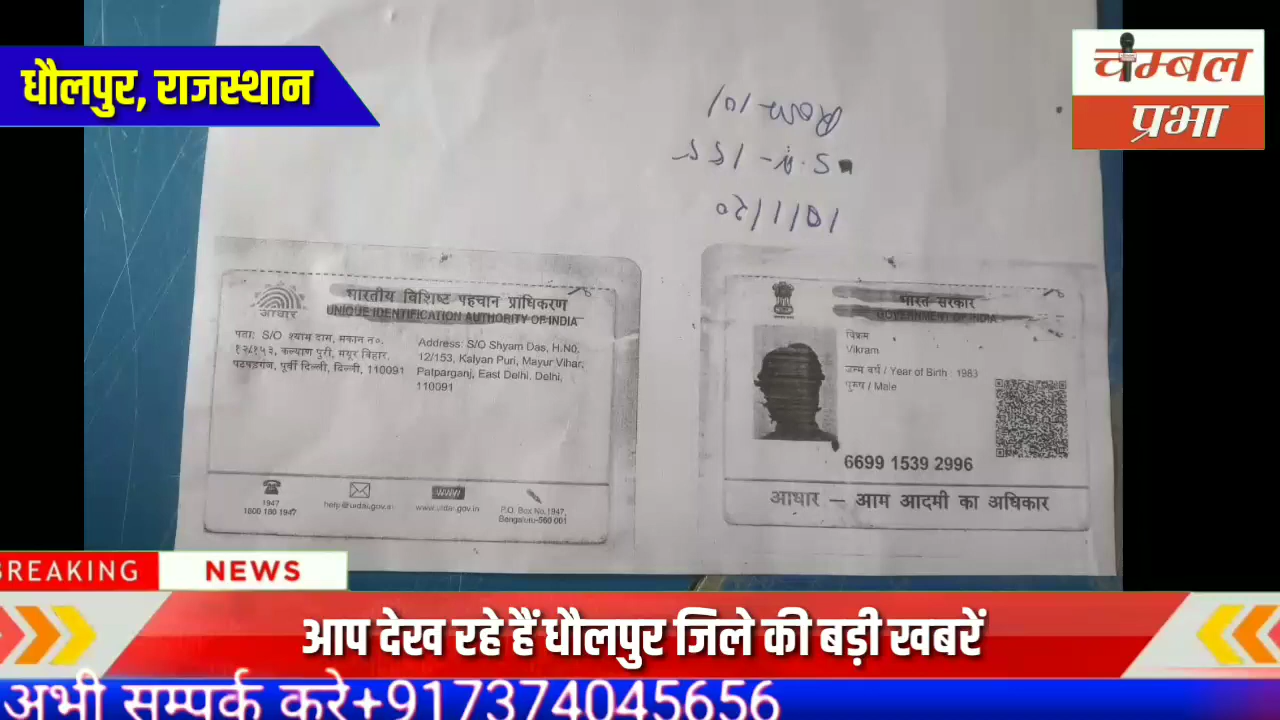 धौलपुर, राजस्थान
चम्बल
प्रभा
आधार
भारतीय विशिष्ट पहचान प्राधिकरण
UNIQUE IDENTIFICATION AUTHORITY OF INDIA
पता: S/O श्याम दास, मकान न०.
१२/१५३, कल्याण पुरी, मयूर विहार,
पटपड़गंज, पूर्वी दिल्ली, दिल्ली, 110091
Address: S/O Shyam Das, H.N0,
12/153, Kalyan Puri, Mayur Vihar,
Patparganj, East Delhi, Delhi,
110091
1947
1800 180 1947
help@uidai.gov.in
www
www.uidai.gov.in
P.O. Box No.1947,
Bengaluru-560 001
भारत सरकार
GOVERNMENT OF INDIA
विक्रम
Vikram
जन्म वर्ष / Year of Birth : 1983
पुरुष / Male
6699 1539 2996
आधार – आम आदमी का अधिकार
BREAKING NEWS
आप देख रहे हैं धौलपुर जिले की बड़ी खबरें
अभी सम्पर्क करे+917374045656